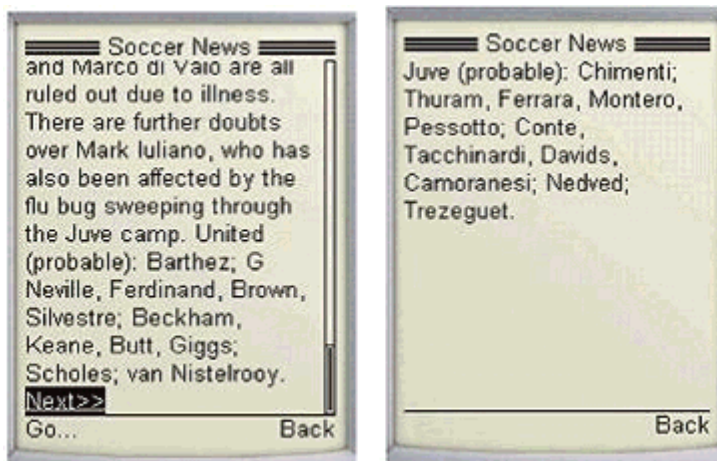 Soccer News
and Marco di Vaio are all
ruled out due to illness.
There are further doubts
over Mark Iuliano, who has
also been affected by the
flu bug sweeping through
the Juve camp. United
(probable): Barthez; G
Neville, Ferdinand, Brown,
Silvestre; Beckham,
Keane, Butt, Giggs;
Scholes; van Nistelrooy.
Next>>
Go... Back
Soccer News
Juve (probable): Chimenti;
Thuram, Ferrara, Montero,
Pessotto; Conte,
Tacchinardi, Davids,
Camoranesi; Nedved;
Trezeguet.
Back